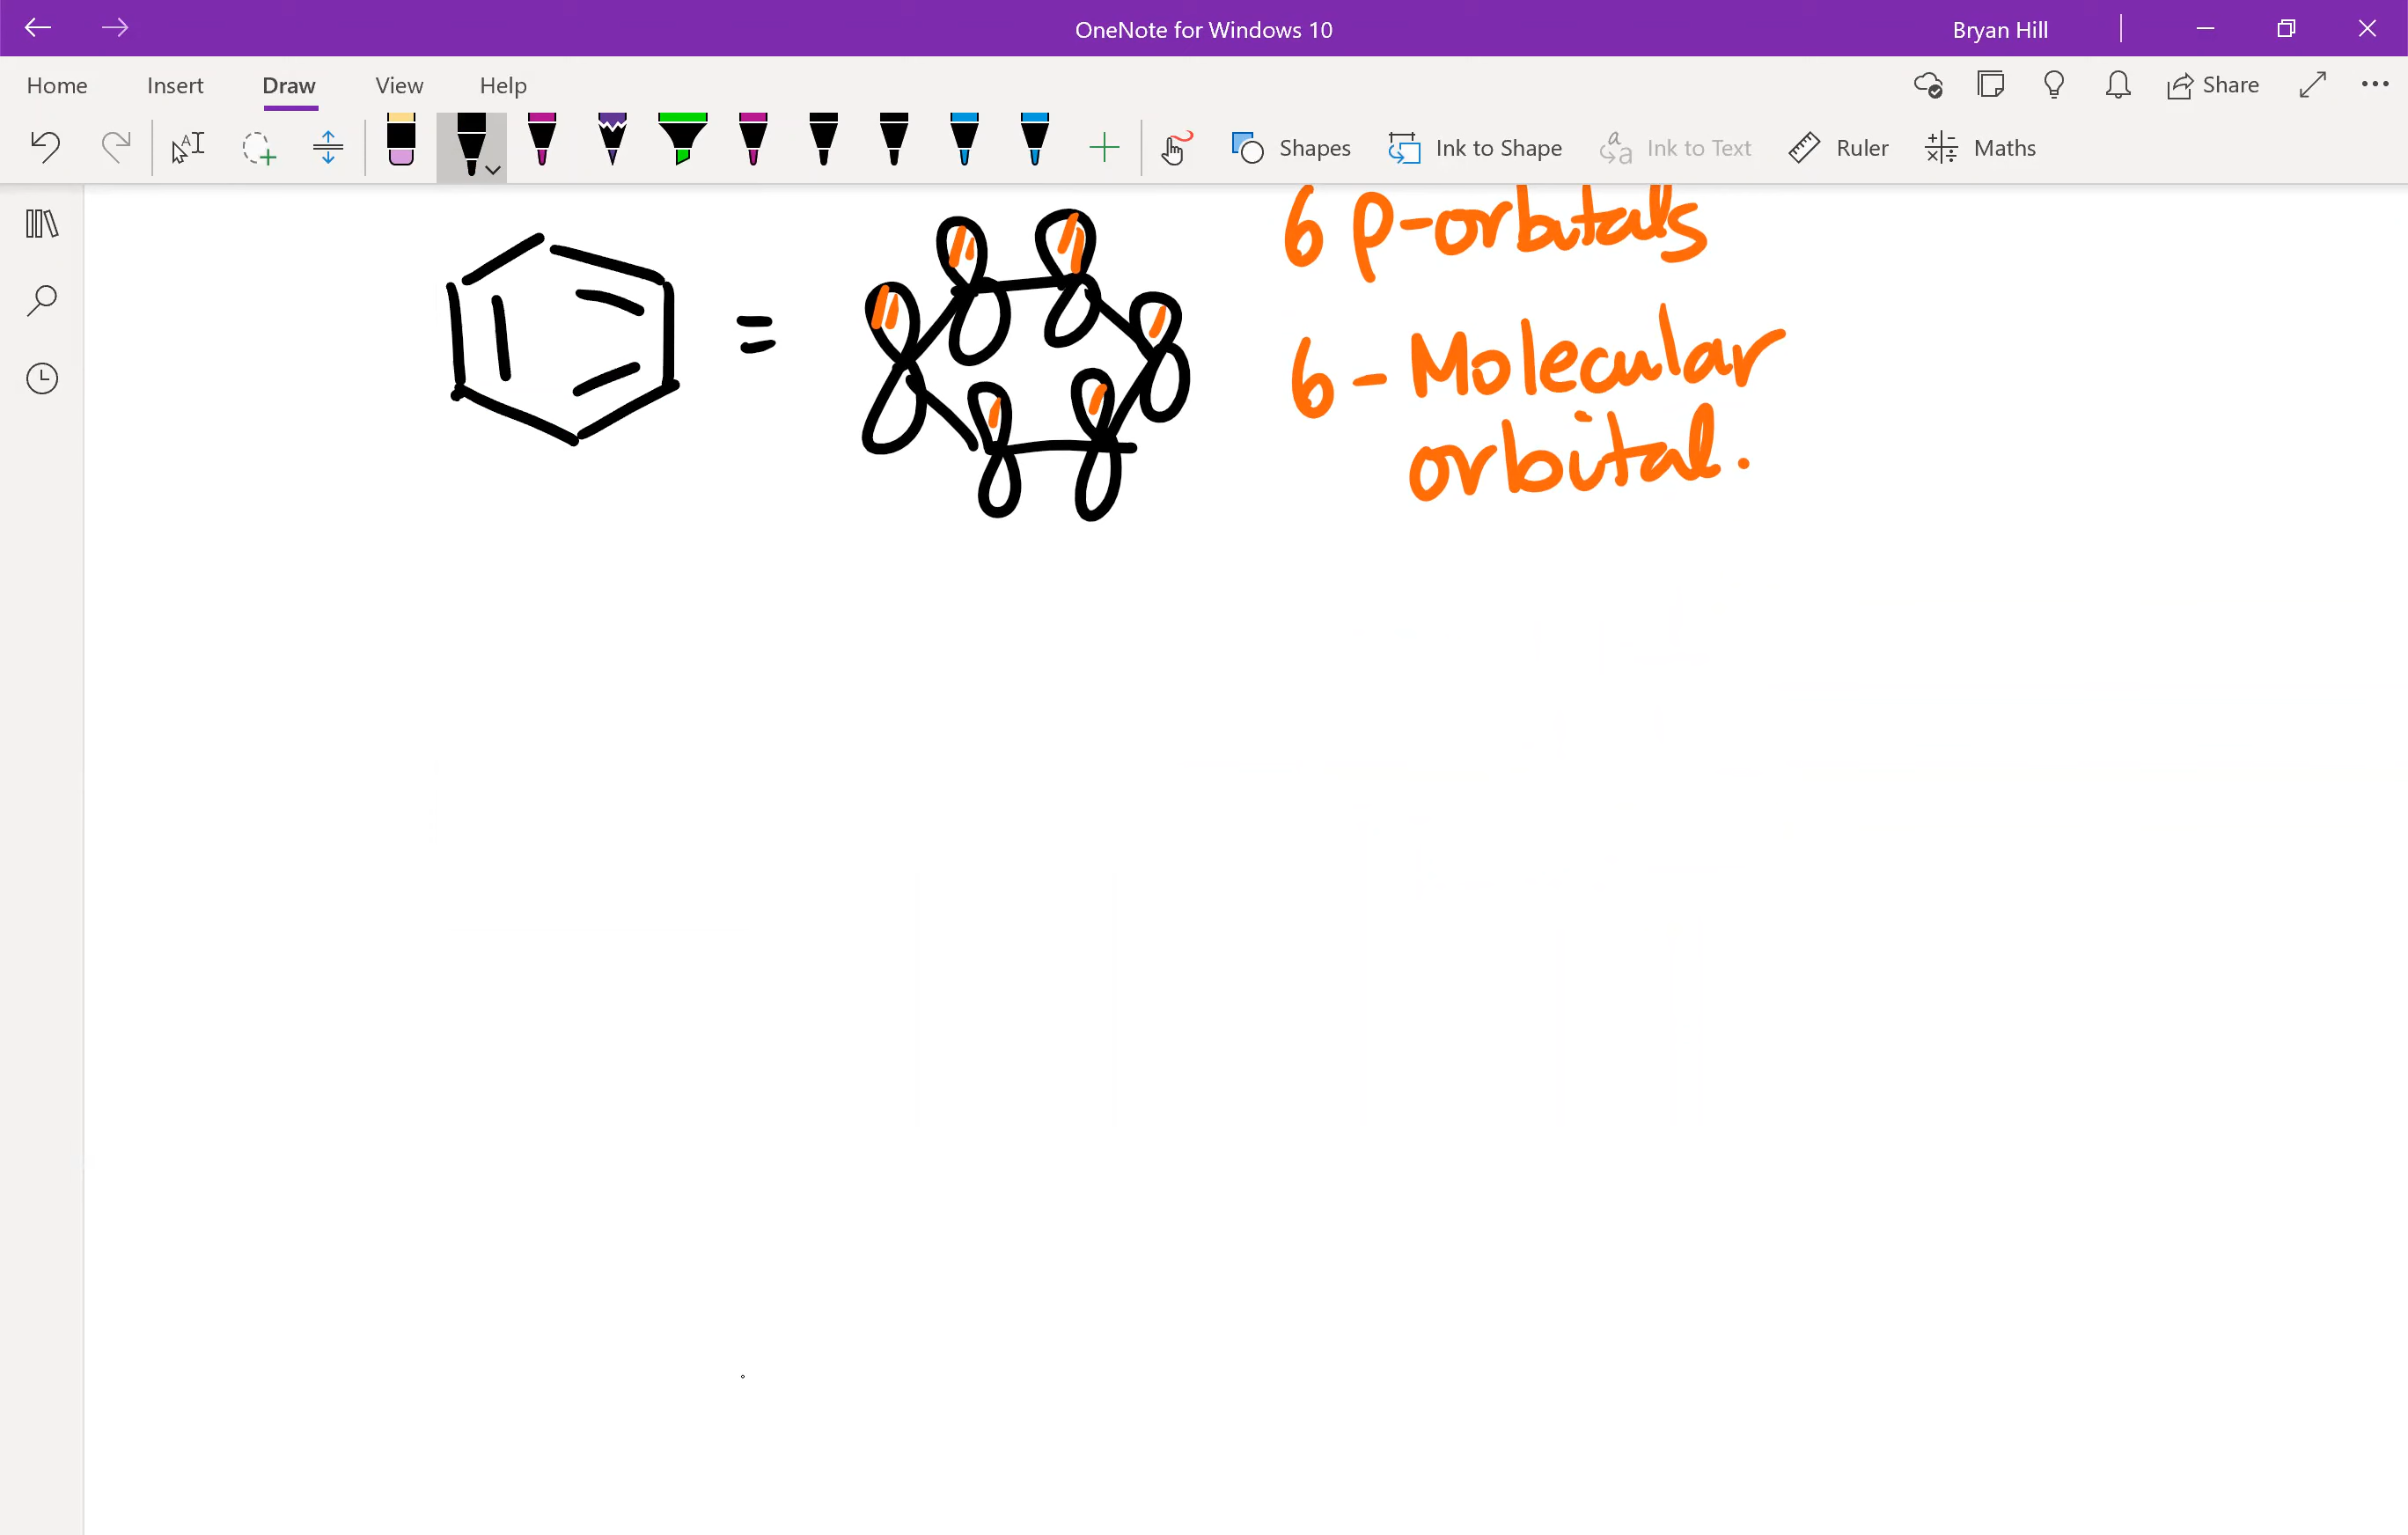 OneNote for Windows 10
Bryan Hill
Home Insert Draw View Help
Share
Shapes Ink to Shape Ink to Text Ruler Maths
6 p-orbitals
6 - Molecular
orbital.